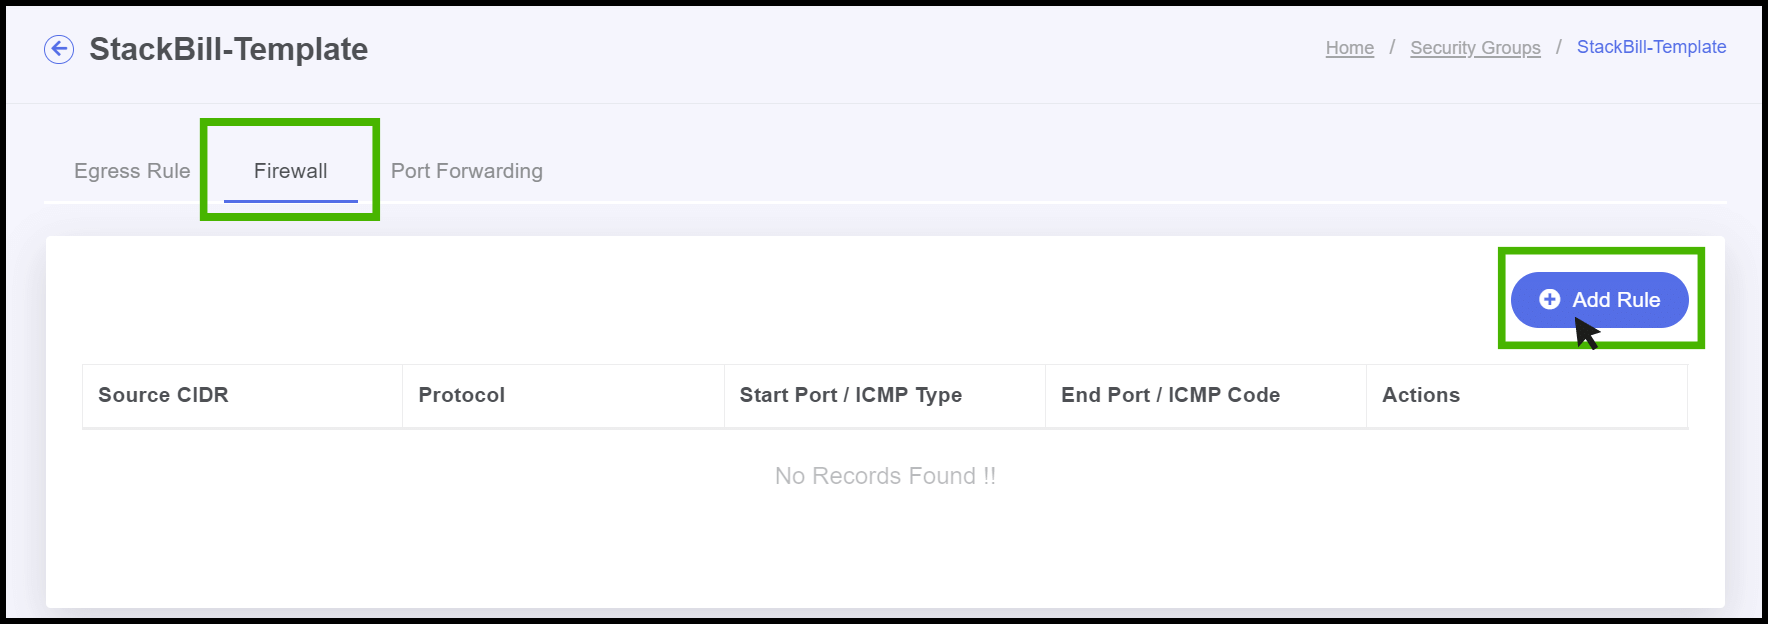 StackBill-Template
Home / Security Groups / StackBill-Template
Egress Rule Firewall Port Forwarding
Add Rule
Source CIDR Protocol Start Port / ICMP Type End Port / ICMP Code Actions
No Records Found !!